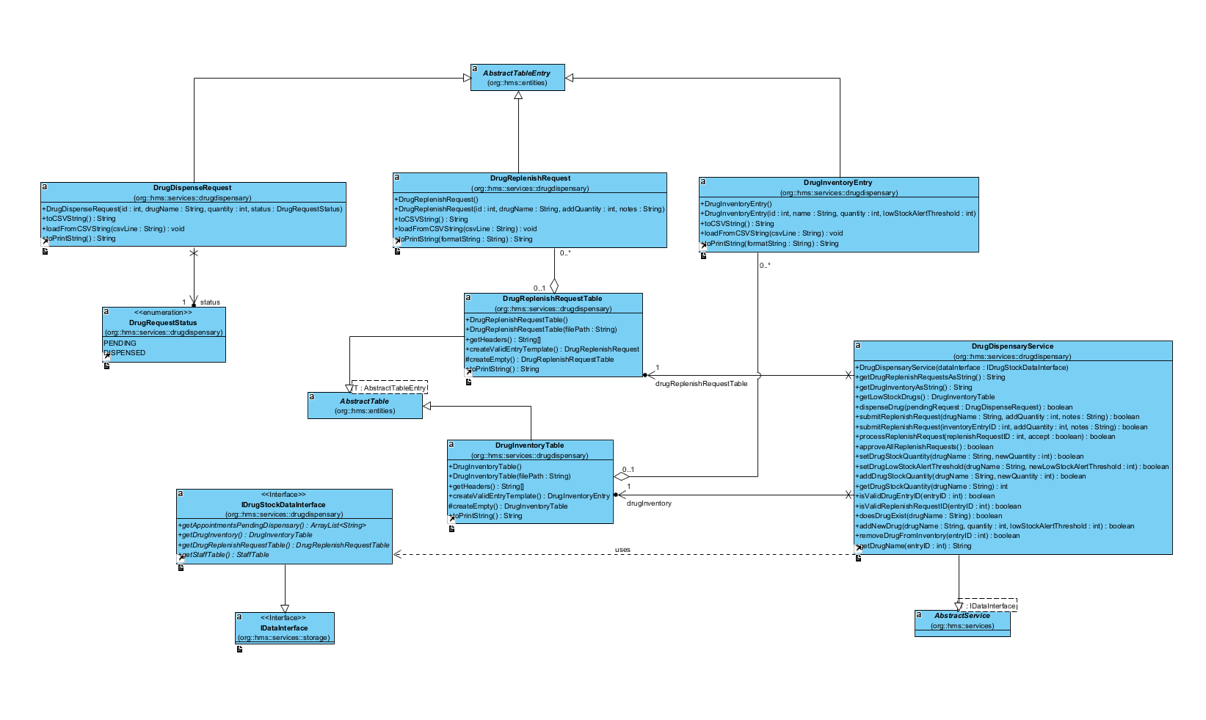 a
AbstractTableEntry
(org::hms::entities)
a
DrugDispenseRequest
(org::hms::services::drugdispensary)
+DrugDispenseRequest(id : int, drugName : String, quantity : int, status : DrugRequestStatus)
+toCSVString() : String
+loadFromCSVString(csvLine : String) : void
+toPrintString() : String
a
DrugReplenishRequest
(org::hms::services::drugdispensary)
+DrugReplenishRequest()
+DrugReplenishRequest(id : int, drugName : String, addQuantity : int, notes : String)
+toCSVString() : String
+loadFromCSVString(csvLine : String) : void
+toPrintString(formatString : String) : String
a
DrugInventoryEntry
(org::hms::services::drugdispensary)
+DrugInventoryEntry()
+DrugInventoryEntry(id : int, name : String, quantity : int, lowStockAlertThreshold : int)
+toCSVString() : String
+loadFromCSVString(csvLine : String) : void
+toPrintString(formatString : String) : String
0..*
0..*
0..1
1
status
a
<<enumeration>>
DrugRequestStatus
(org::hms::services::drugdispensary)
PENDING
DISPENSED
a
DrugReplenishRequestTable
(org::hms::services::drugdispensary)
+DrugReplenishRequestTable()
+DrugReplenishRequestTable(filePath : String)
+getHeaders() : String[]
+createValidEntryTemplate() : DrugReplenishRequest
#createEmpty() : DrugReplenishRequestTable
+toPrintString() : String
1
drugReplenishRequestTable
a
DrugDispensaryService
(org::hms::services::drugdispensary)
+DrugDispensaryService(dataInterface : IDrugStockDataInterface)
+getDrugReplenishRequestsAsString() : String
+getDrugInventoryAsString() : String
+getLowStockDrugs() : DrugInventoryTable
+dispenseDrug(pendingRequest : DrugDispenseRequest) : boolean
+submitReplenishRequest(drugName : String, addQuantity : int, notes : String) : boolean
+submitReplenishRequest(inventoryEntryID : int, addQuantity : int, notes : String) : boolean
+processReplenishRequest(replenishRequestID : int, accept : boolean) : boolean
+approveAllReplenishRequests() : boolean
+setDrugStockQuantity(drugName : String, newQuantity : int) : boolean
+setDrugLowStockAlertThreshold(drugName : String, newLowStockAlertThreshold : int) : boolean
+addDrugStockQuantity(drugName : String, newQuantity : int) : boolean
+getDrugStockQuantity(drugName : String) : int
+isValidDrugEntryID(entryID : int) : boolean
+isValidReplenishRequestID(entryID : int) : boolean
+doesDrugExist(drugName : String) : boolean
+addNewDrug(drugName : String, quantity : int, lowStockAlertThreshold : int) : boolean
+removeDrugFromInventory(entryID : int) : boolean
+getDrugName(entryID : int) : String
T : AbstractTableEntry
a
AbstractTable
(org::hms::entities)
a
DrugInventoryTable
(org::hms::services::drugdispensary)
+DrugInventoryTable()
+DrugInventoryTable(filePath : String)
+getHeaders() : String[]
+createValidEntryTemplate() : DrugInventoryEntry
#createEmpty() : DrugInventoryTable
+toPrintString() : String
0..1
1
drugInventory
a
<<Interface>>
IDrugStockDataInterface
(org::hms::services::drugdispensary)
+getAppointmentsPendingDispensary() : ArrayList<String>
+getDrugInventory() : DrugInventoryTable
+getDrugReplenishRequestTable() : DrugReplenishRequestTable
+getStaffTable() : StaffTable
uses
a
<<Interface>>
IDataInterface
(org::hms::services::storage)
: IDataInterface
a
AbstractService
(org::hms::services)